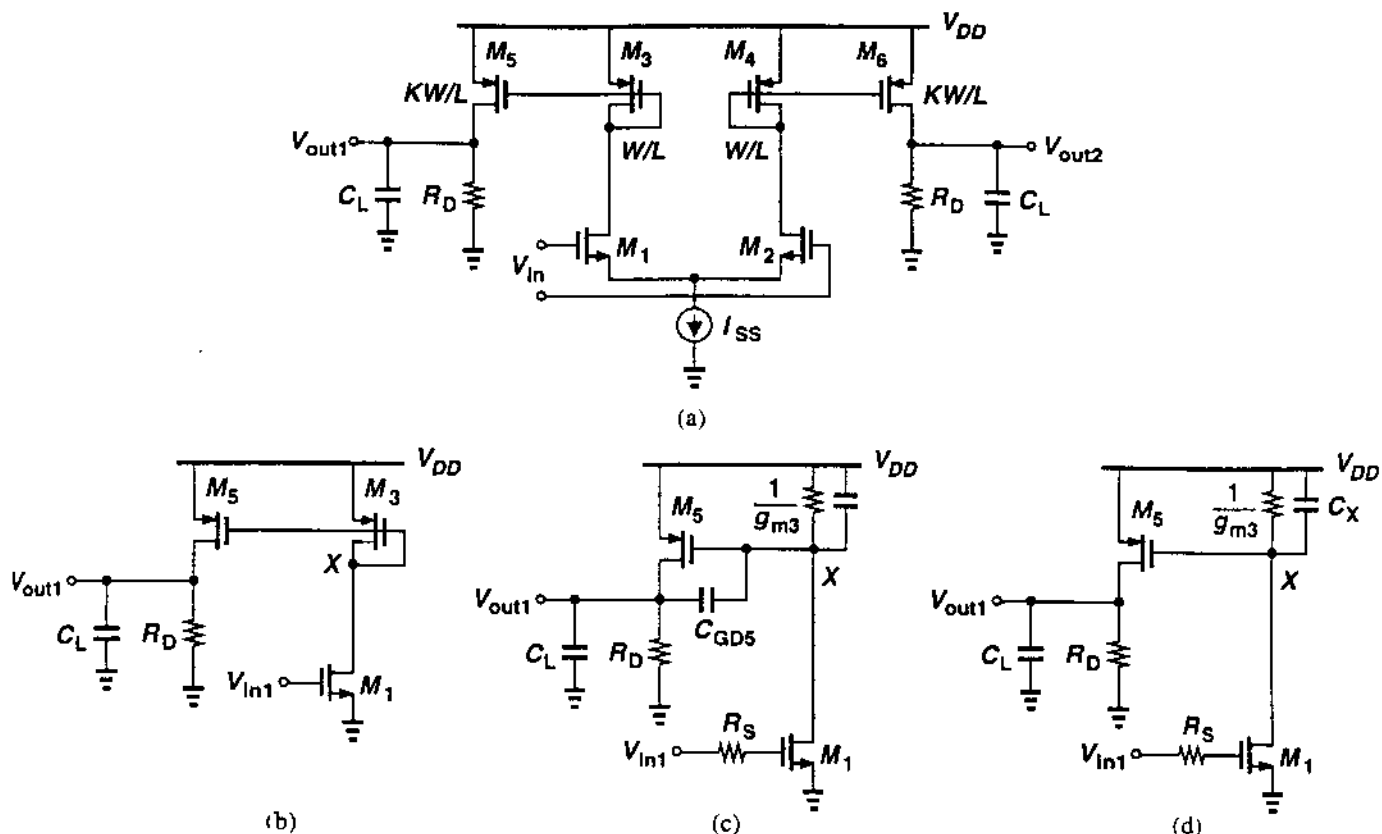 V_DD
M_5 M_3 M_4 M_6
KW/L KW/L
V_out1 V_out2
W/L W/L
C_L R_D R_D C_L
M_1 M_2
V_in
I_SS
(a)
V_DD
M_5 M_3
X
V_out1
C_L R_D
V_in1 M_1
(b)
V_DD
1/g_m3
M_5
X
V_out1
C_GD5
C_L R_D
R_S
V_in1 M_1
(c)
V_DD
1/g_m3 C_X
M_5
X
V_out1
C_L R_D
R_S
V_in1 M_1
(d)